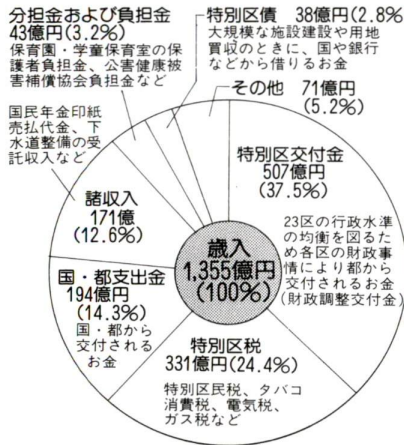 分担金および負担金
43億円(3.2%)
保育園・学童保育室の保
護者負担金、公害健康被
害補償協会負担金など
特別区債 38億円(2.8%
大規模な施設建設や用地
買収のときに、国や銀行
などから借りるお金
その他 71億円
(5.2%)
国民年金印紙
売払代金、下
水道整備の受
託収入など
諸収入
171億
(12.6%)
特別区交付金
507億円
(37.5%)
23区の行政水準
の均衡を図るた
め各区の財政事
情により都から
交付されるお金
(財政調整交付金)
歳入
1,355億円
(100%)
国・都支出金
194億円
(14.3%)
国・都から
交付される
お金
特別区税
331億円(24.4%)
特別区民税、タバコ
消費税、電気税、
ガス税など